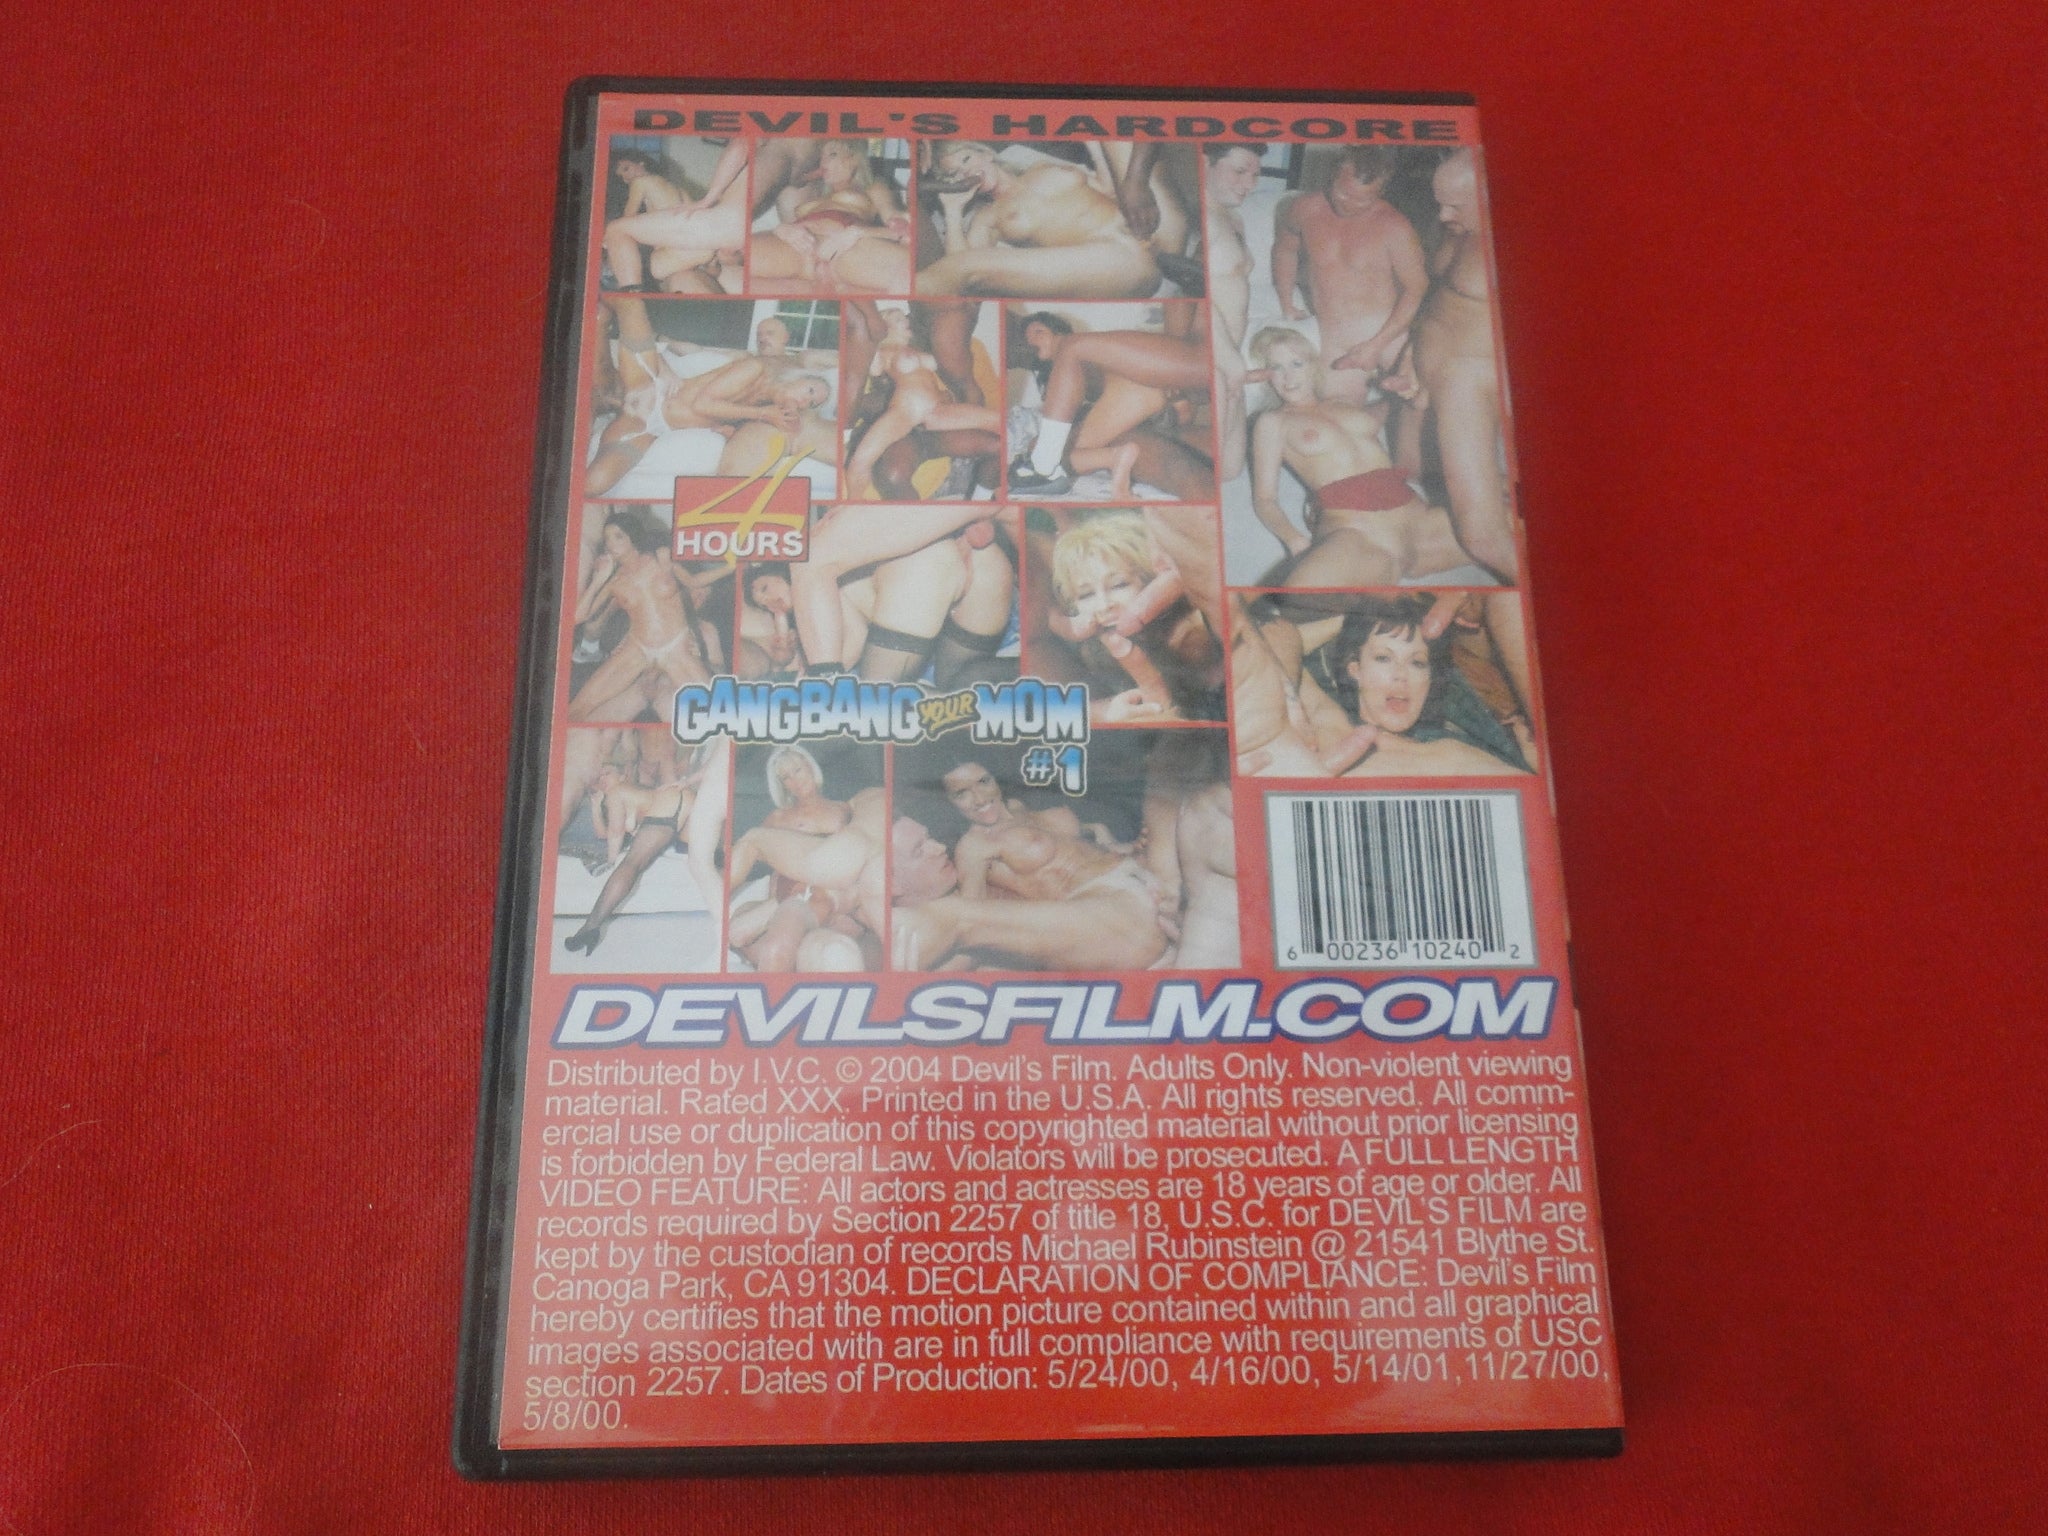 DEVIL'S HARDCORE
4
HOURS
GANGBANG YOUR MOM
#1
6 00236 10240 2
DEVILSFILM.COM
Distributed by I.V.C. © 2004 Devil's Film. Adults Only. Non-violent viewing
material. Rated XXX. Printed in the U.S.A. All rights reserved. All comm-
ercial use or duplication of this copyrighted material without prior licensing
is forbidden by Federal Law. Violators will be prosecuted. A FULL LENGTH
VIDEO FEATURE: All actors and actresses are 18 years of age or older. All
records required by Section 2257 of title 18, U.S.C. for DEVIL'S FILM are
kept by the custodian of records Michael Rubinstein @ 21541 Blythe St.
Canoga Park, CA 91304. DECLARATION OF COMPLIANCE: Devil's Film
hereby certifies that the motion picture contained within and all graphical
images associated with are in full compliance with requirements of USC
section 2257. Dates of Production: 5/24/00, 4/16/00, 5/14/01,11/27/00,
5/8/00.